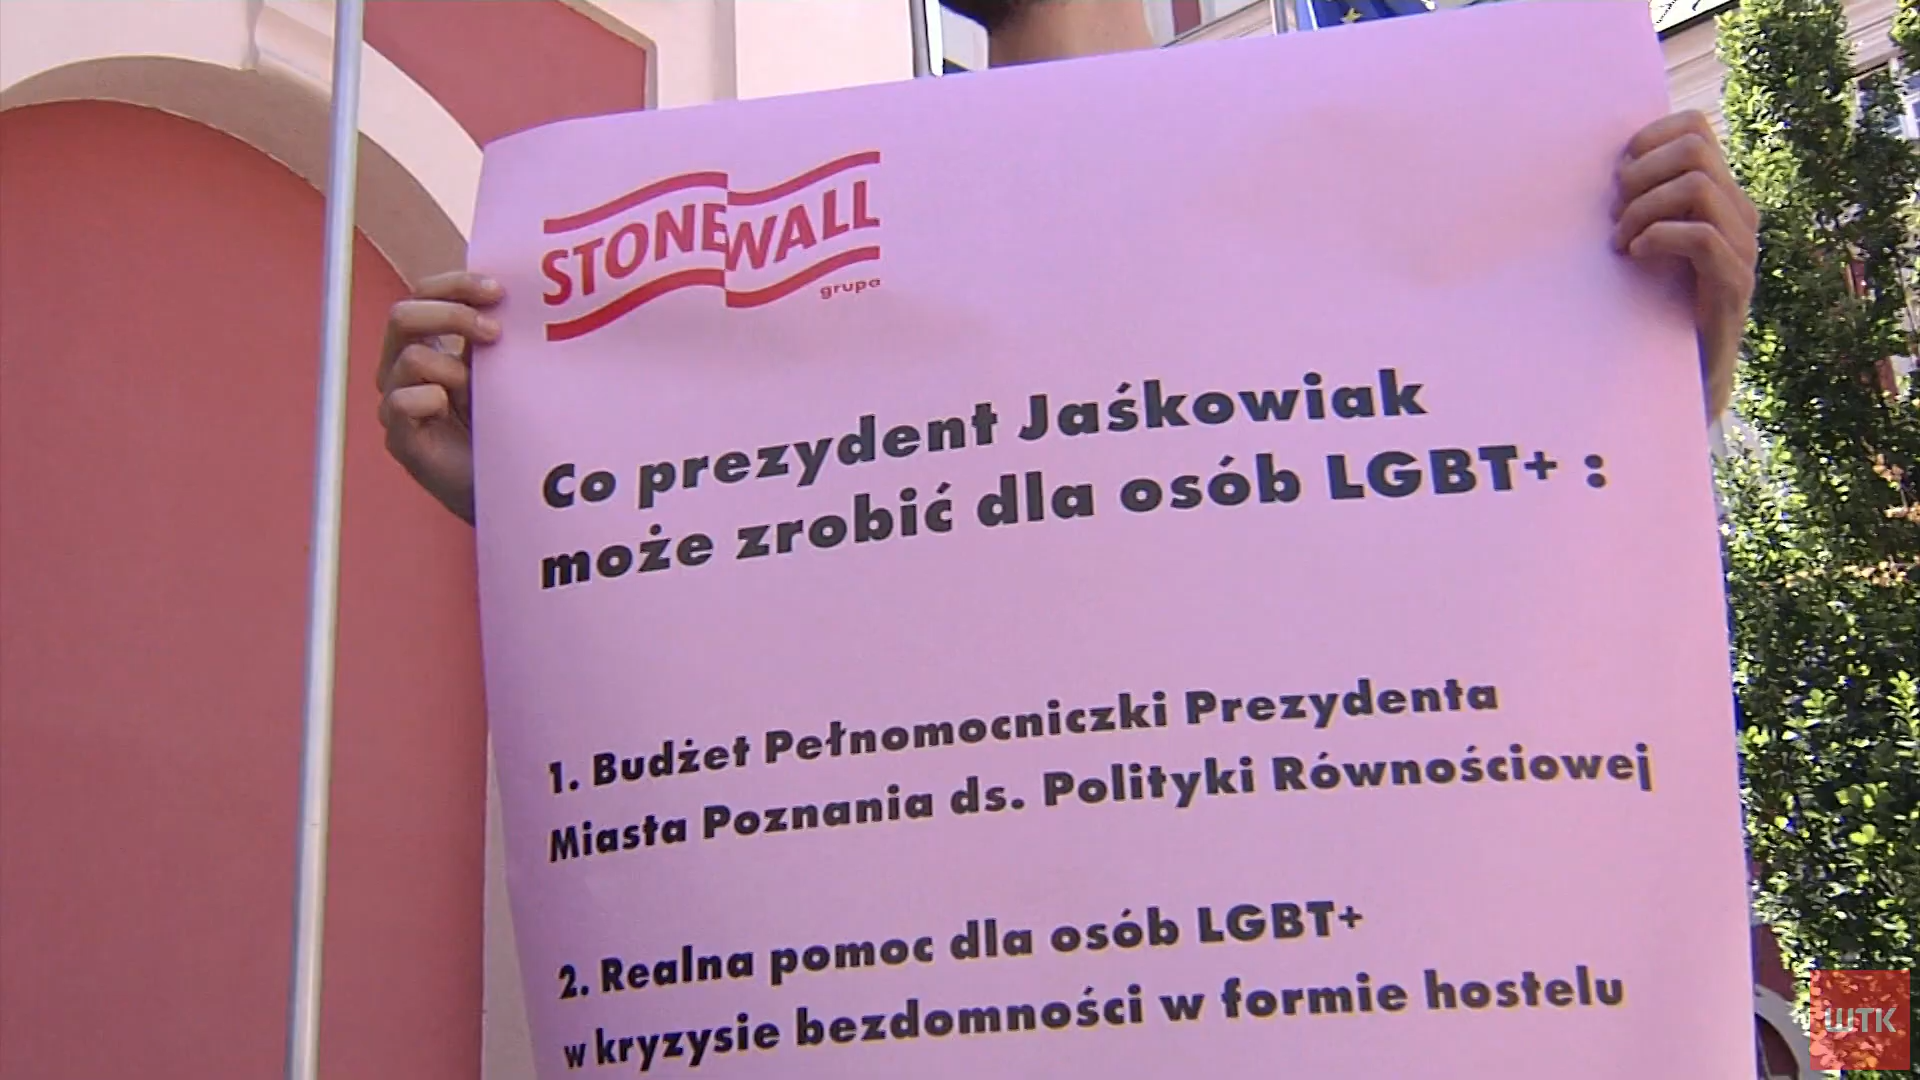 STONEWALL
grupa
Co prezydent Jaśkowiak
może zrobić dla osób LGBT+ :
1. Budżet Pełnomocniczki Prezydenta
Miasta Poznania ds. Polityki Równościowej
2. Realna pomoc dla osób LGBT+
w kryzysie bezdomności w formie hostelu
WTK